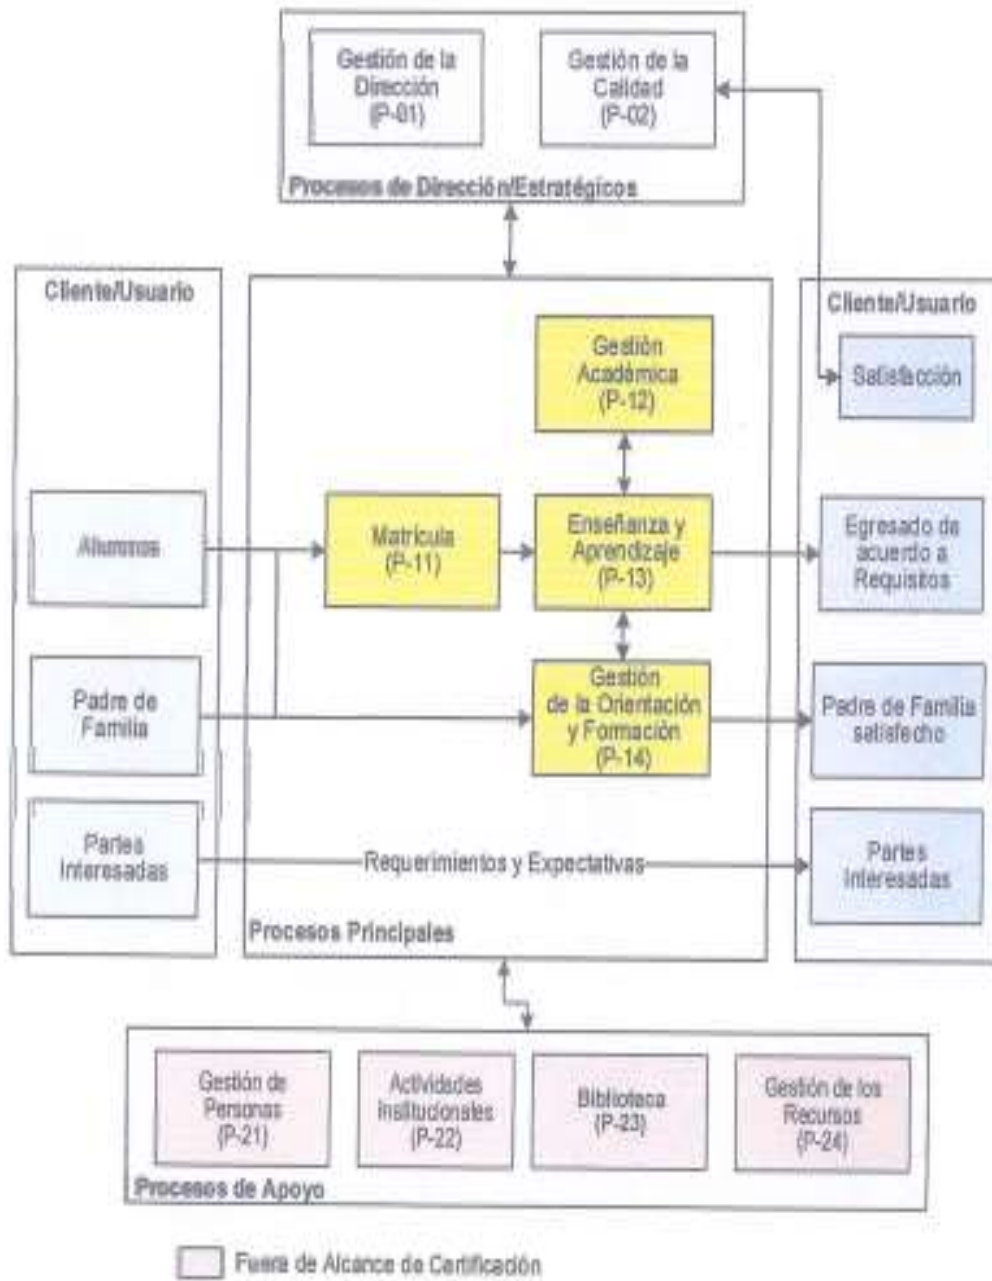 Gestión de la
Dirección
(P-01)
Gestión de la
Calidad
(P-02)
Procesos de Dirección/Estratégicos
Cliente/Usuario
Cliente/Usuario
Gestión
Académica
(P-12)
Satisfacción
Alumnos
Matrícula
(P-11)
Enseñanza y
Aprendizaje
(P-13)
Egresado de
acuerdo a
Requisitos
Padre de
Familia
Gestión
de la Orientación
y Formación
(P-14)
Padre de Familia
satisfecho
Partes
Interesadas
Requerimientos y Expectativas
Partes
Interesadas
Procesos Principales
Gestión de
Personas
(P-21)
Actividades
Institucionales
(P-22)
Biblioteca
(P-23)
Gestión de los
Recursos
(P-24)
Procesos de Apoyo
Fuera de Alcance de Certificación